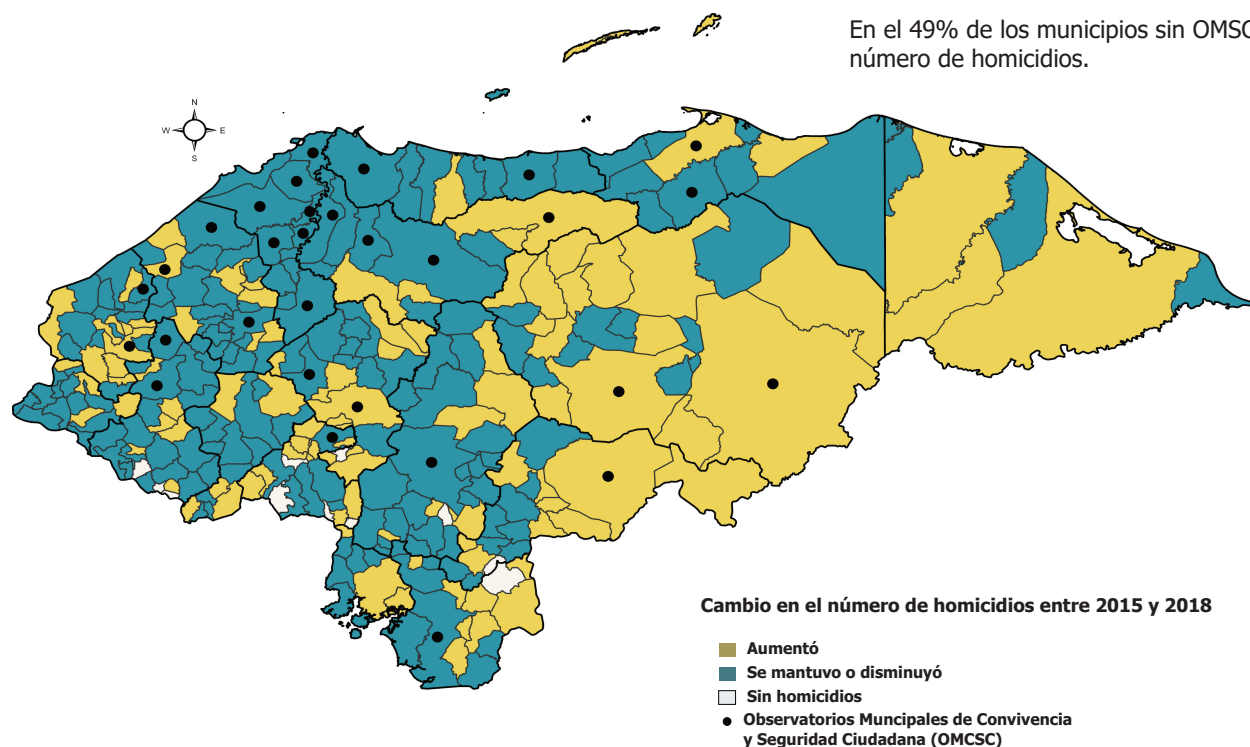 En el 49% de los municipios sin OMSC
número de homicidios.
N
W E
S
Cambio en el número de homicidios entre 2015 y 2018
Aumentó
Se mantuvo o disminuyó
Sin homicidios
Observatorios Muncipales de Convivencia
y Seguridad Ciudadana (OMCSC)